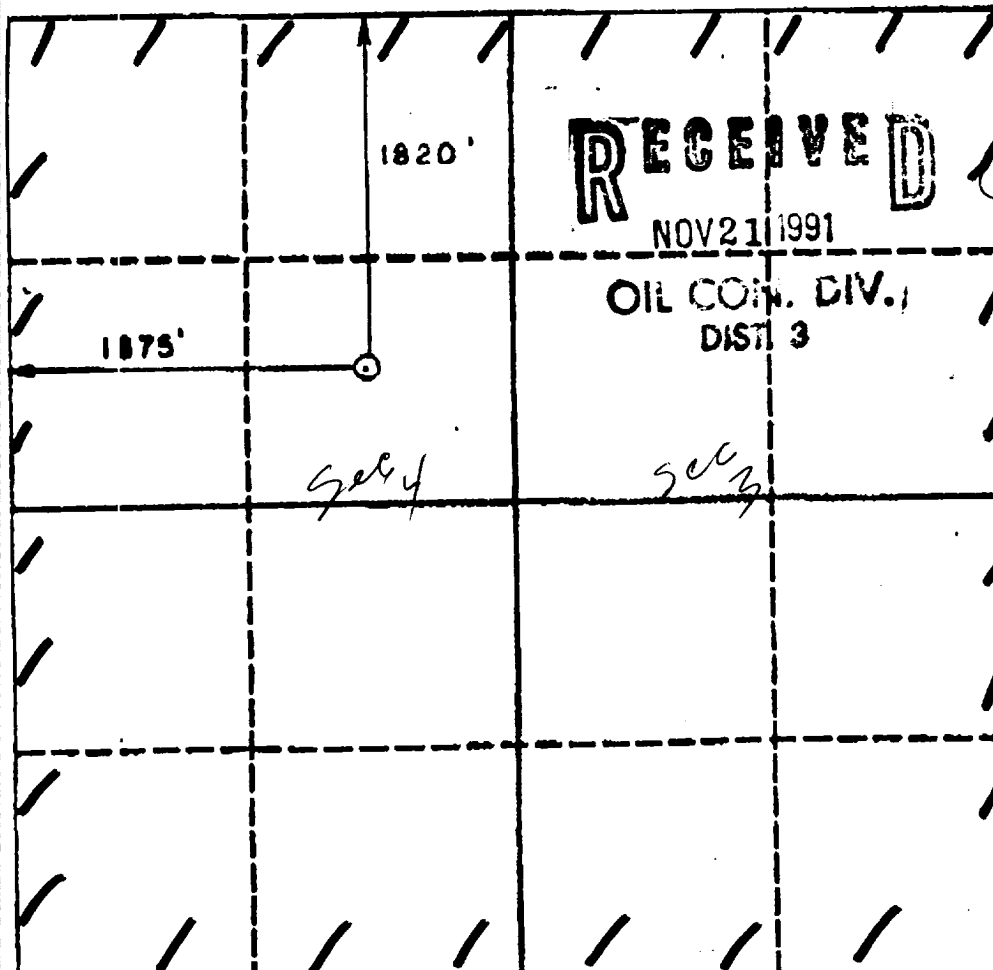 1820'
RECEIVED
NOV 21 1991
OIL CON. DIV.
DIST. 3
1875'
Sec 4
Sec 3